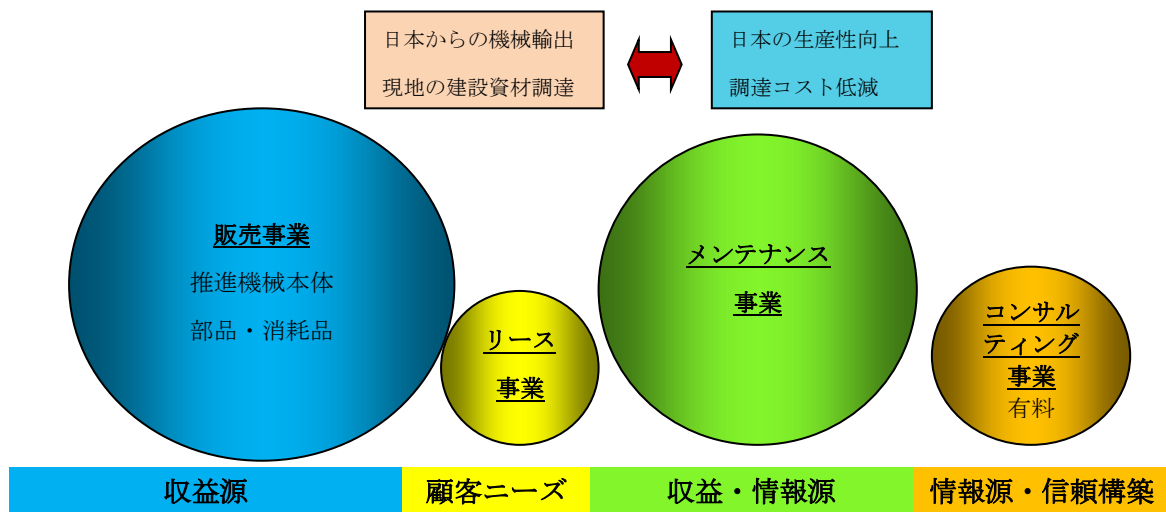 日本からの機械輸出
現地の建設資材調達
日本の生産性向上
調達コスト低減
販売事業
推進機械本体
部品・消耗品
リース
事業
メンテナンス
事業
コンサル
ティング
事業
有料
収益源
顧客ニーズ
収益・情報源
情報源・信頼構築